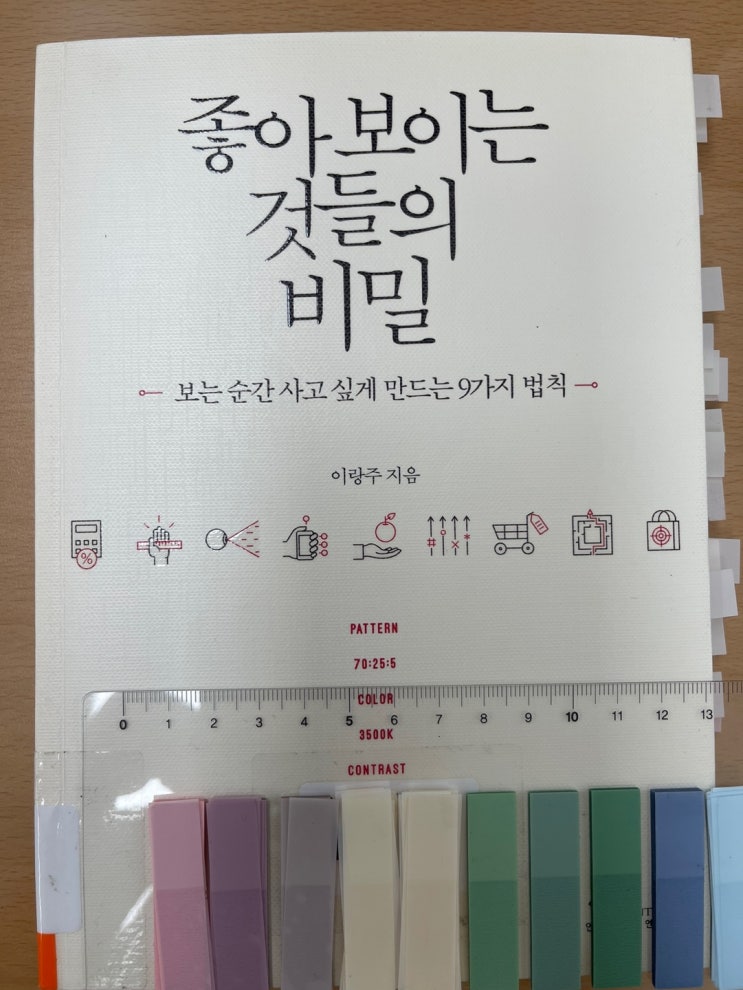 좋아 보이는
것들의
비밀
보는 순간 사고 싶게 만드는 9가지 법칙
이랑주 지음
%
# ×*
PATTERN
70:25:5
COLOR
0 1 2 3 4 5 6 7 8 9 10 11 12 13
3500K
CONTRAST